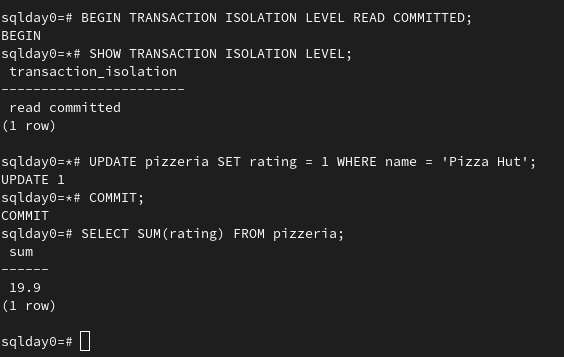 sqlday0=# BEGIN TRANSACTION ISOLATION LEVEL READ COMMITTED;
BEGIN
sqlday0=*# SHOW TRANSACTION ISOLATION LEVEL;
 transaction_isolation
-----------------------
 read committed
(1 row)

sqlday0=*# UPDATE pizzeria SET rating = 1 WHERE name = 'Pizza Hut';
UPDATE 1
sqlday0=*# COMMIT;
COMMIT
sqlday0=# SELECT SUM(rating) FROM pizzeria;
 sum
------
 19.9
(1 row)

sqlday0=#